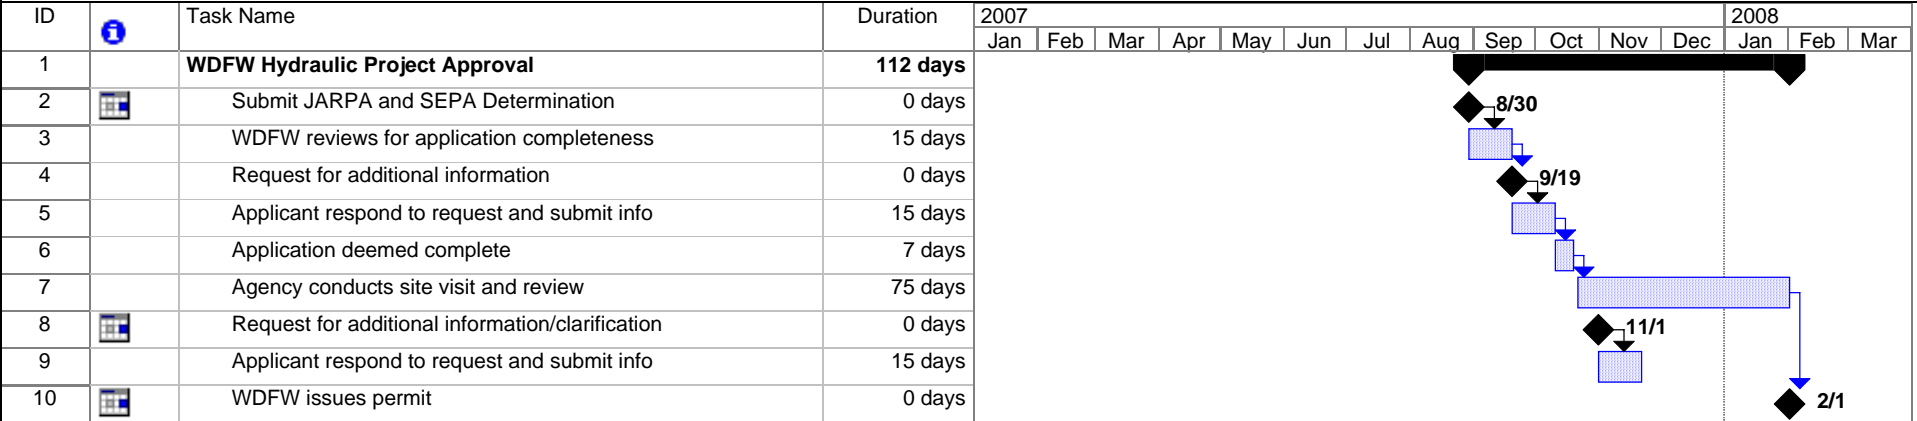 ID Task Name Duration 2007 2008
Jan Feb Mar Apr May Jun Jul Aug Sep Oct Nov Dec Jan Feb Mar
1 WDFW Hydraulic Project Approval 112 days
2 Submit JARPA and SEPA Determination 0 days 8/30
3 WDFW reviews for application completeness 15 days
4 Request for additional information 0 days 9/19
5 Applicant respond to request and submit info 15 days
6 Application deemed complete 7 days
7 Agency conducts site visit and review 75 days
8 Request for additional information/clarification 0 days 11/1
9 Applicant respond to request and submit info 15 days
10 WDFW issues permit 0 days 2/1